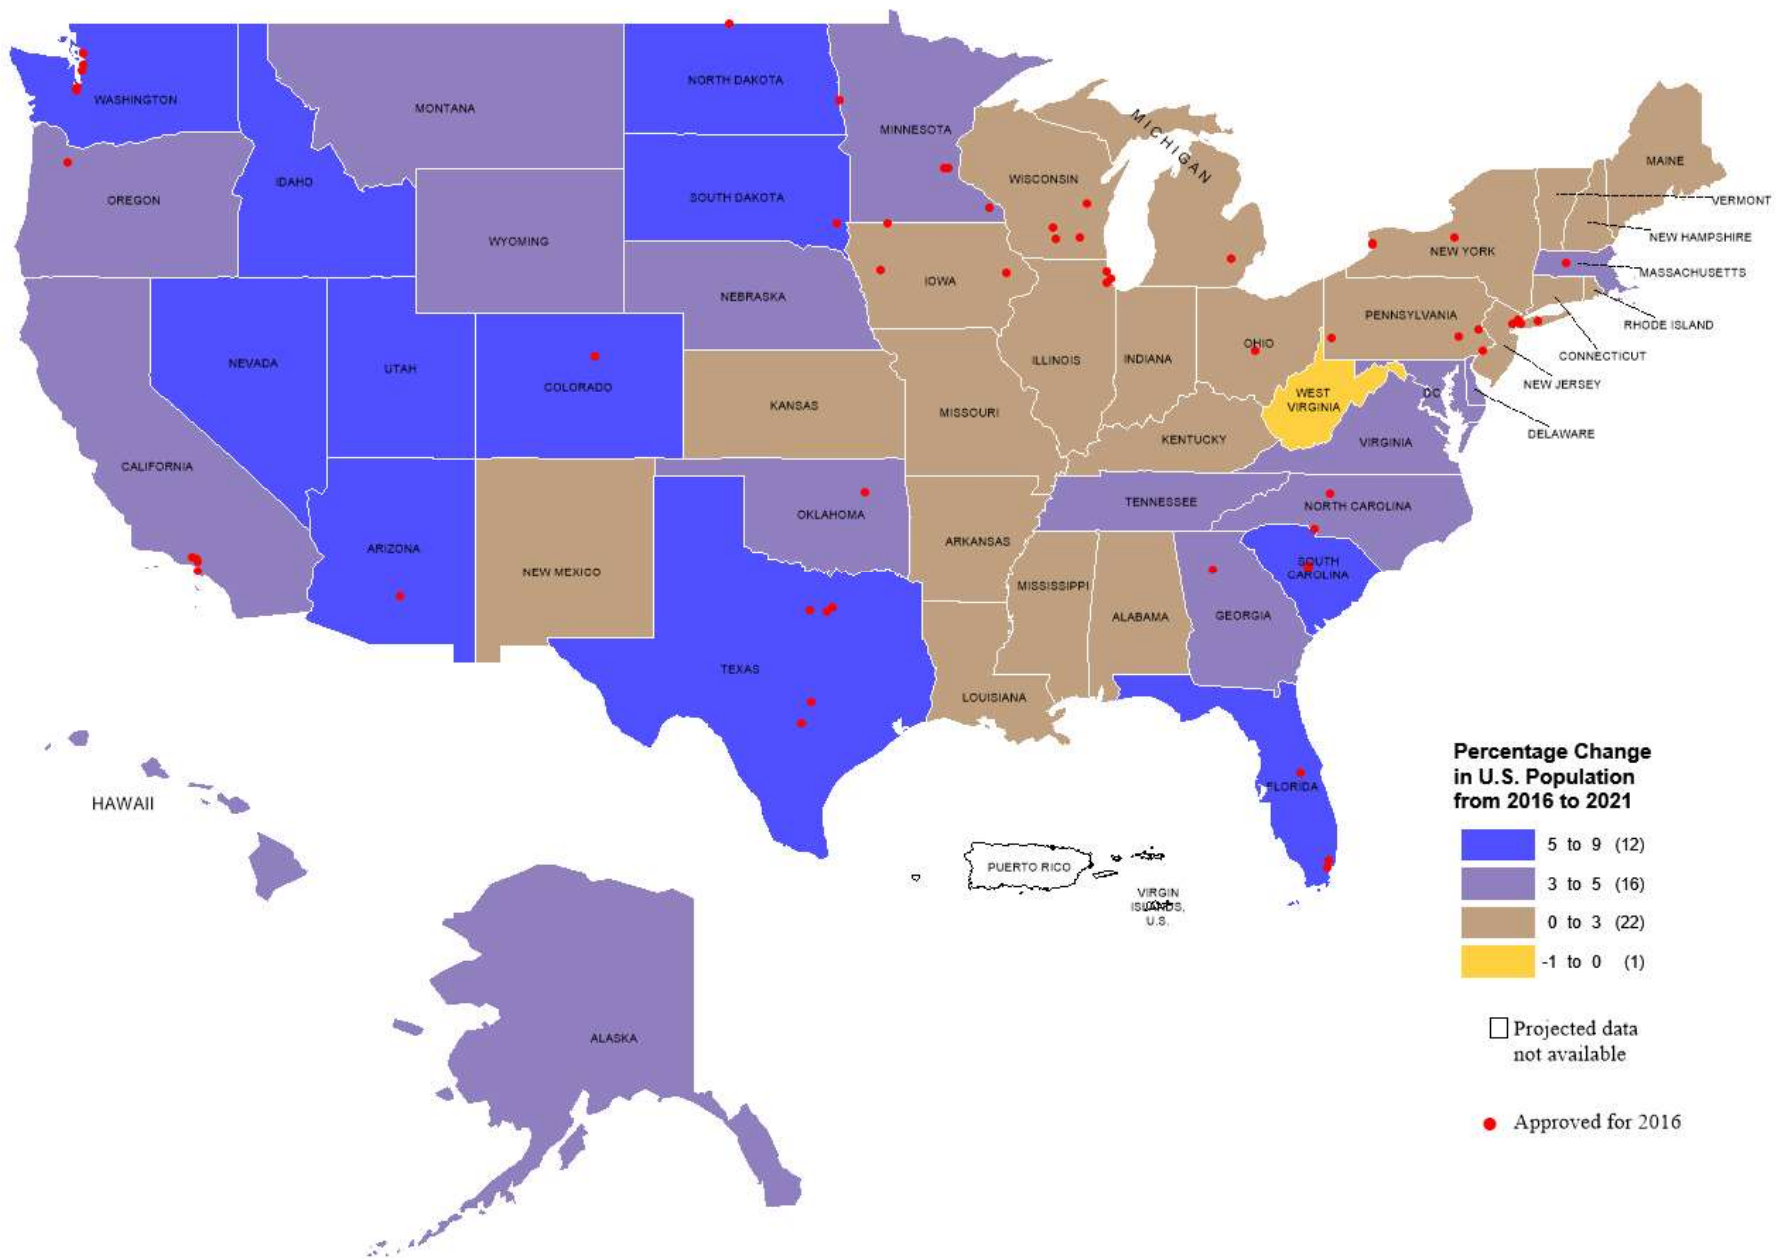 NORTH DAKOTA
WASHINGTON
MONTANA
MINNESOTA
MICHIGAN
MAINE
IDAHO
WISCONSIN
SOUTH DAKOTA
OREGON
VERMONT
WYOMING
NEW HAMPSHIRE
NEW YORK
MASSACHUSETTS
IOWA
NEBRASKA
PENNSYLVANIA
RHODE ISLAND
OHIO
CONNECTICUT
ILLINOIS
INDIANA
NEVADA
UTAH
COLORADO
NEW JERSEY
WEST
VIRGINIA
DC
KANSAS
MISSOURI
DELAWARE
KENTUCKY
VIRGINIA
CALIFORNIA
TENNESSEE
NORTH CAROLINA
OKLAHOMA
ARKANSAS
ARIZONA
NEW MEXICO
SOUTH
CAROLINA
MISSISSIPPI
ALABAMA
GEORGIA
TEXAS
LOUISIANA
FLORIDA
HAWAII
PUERTO RICO
VIRGIN
ISLANDS,
U.S.
ALASKA
Percentage Change
in U.S. Population
from 2016 to 2021
5 to 9 (12)
3 to 5 (16)
0 to 3 (22)
-1 to 0 (1)
Projected data
not available
Approved for 2016